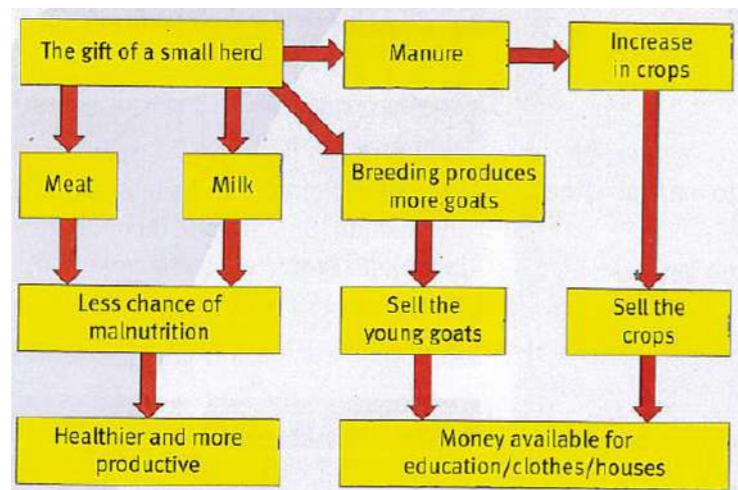 The gift of a small herd
Manure
Increase
in crops
Meat
Milk
Breeding produces
more goats
Less chance of
malnutrition
Sell the
young goats
Sell the
crops
Healthier and more
productive
Money available for
education/clothes/houses